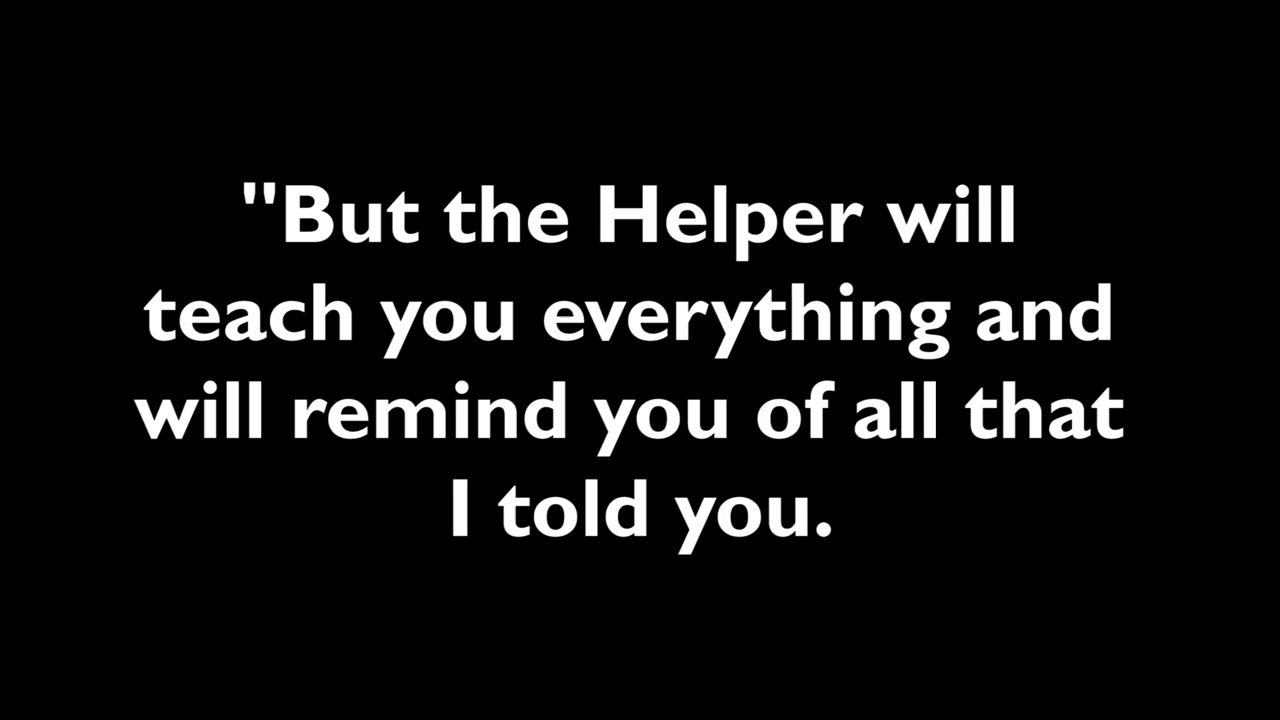 "But the Helper will
teach you everything and
will remind you of all that
I told you.